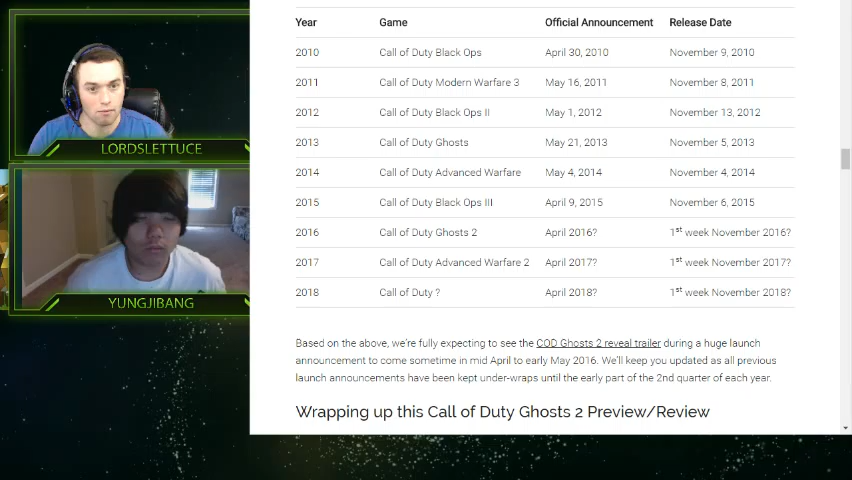 LORDSLETTUCE
YUNGJIBANG
Year Game Official Announcement Release Date
2010 Call of Duty Black Ops April 30, 2010 November 9, 2010
2011 Call of Duty Modern Warfare 3 May 16, 2011 November 8, 2011
2012 Call of Duty Black Ops II May 1, 2012 November 13, 2012
2013 Call of Duty Ghosts May 21, 2013 November 5, 2013
2014 Call of Duty Advanced Warfare May 4, 2014 November 4, 2014
2015 Call of Duty Black Ops III April 9, 2015 November 6, 2015
2016 Call of Duty Ghosts 2 April 2016? 1st week November 2016?
2017 Call of Duty Advanced Warfare 2 April 2017? 1st week November 2017?
2018 Call of Duty ? April 2018? 1st week November 2018?
Based on the above, we're fully expecting to see the COD Ghosts 2 reveal trailer during a huge launch
announcement to come sometime in mid April to early May 2016. We'll keep you updated as all previous
launch announcements have been kept under-wraps until the early part of the 2nd quarter of each year.
Wrapping up this Call of Duty Ghosts 2 Preview/Review